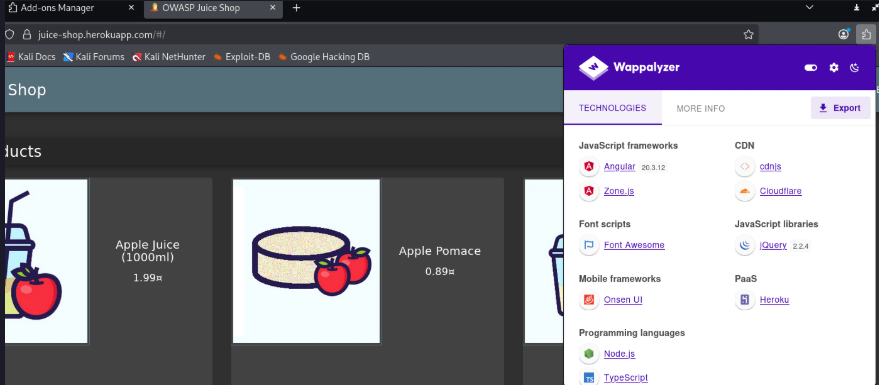 Add-ons Manager
OWASP Juice Shop
juice-shop.herokuapp.com/#/
Kali Docs Kali Forums Kali NetHunter Exploit-DB Google Hacking DB
Shop
ducts
Apple Juice
(1000ml)
1.99¤
Apple Pomace
0.89¤
Wappalyzer
TECHNOLOGIES
MORE INFO
Export
JavaScript frameworks
Angular 20.3.12
Zone.js
Font scripts
Font Awesome
Mobile frameworks
Onsen UI
Programming languages
Node.js
TS TypeScript
CDN
cdnjs
Cloudflare
JavaScript libraries
jQuery 2.2.4
PaaS
Heroku